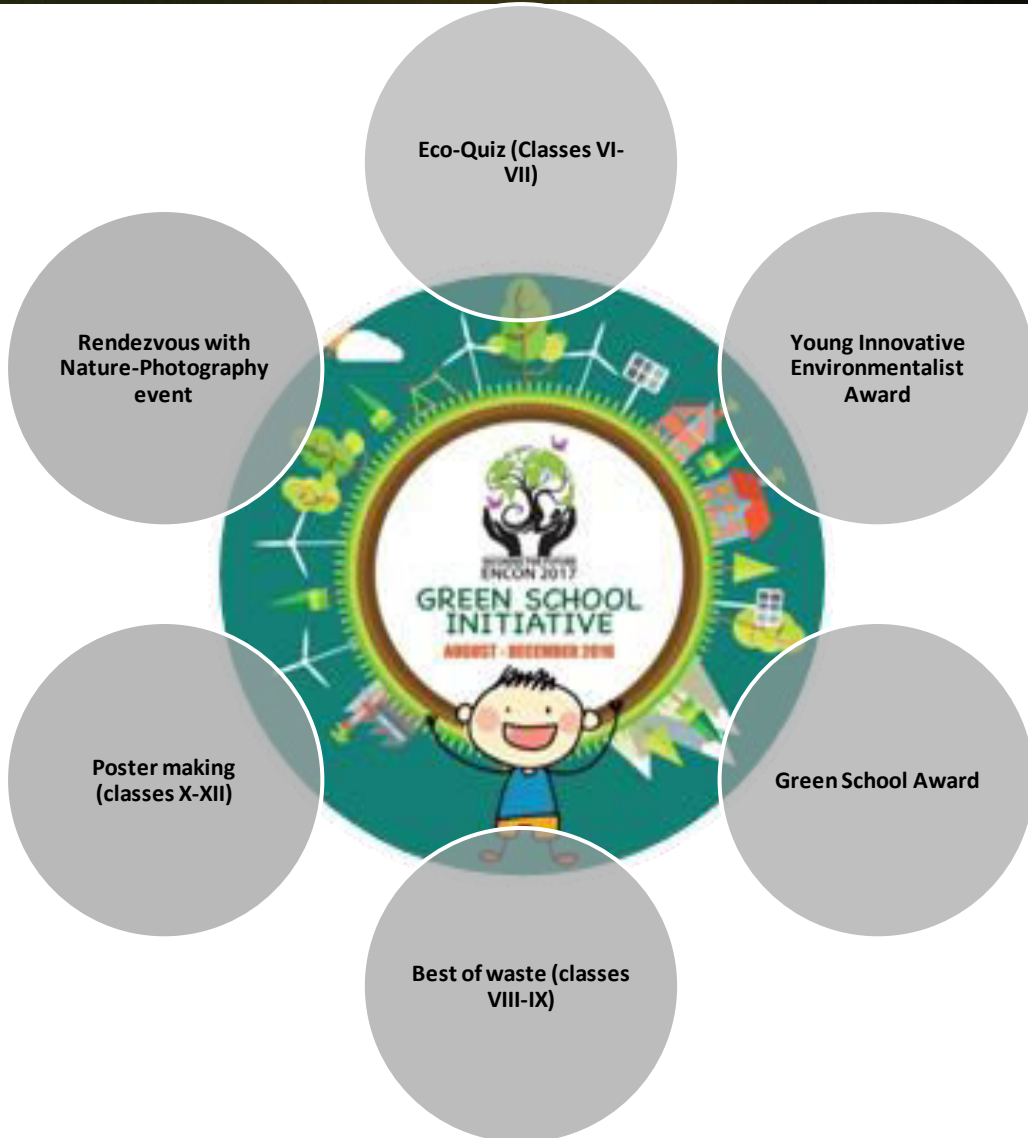 Eco-Quiz (Classes VI-
VII)
Young Innovative
Environmentalist
Award
Green School Award
Best of waste (classes
VIII-IX)
Poster making
(classes X-XII)
Rendezvous with
Nature-Photography
event
ENCON 2017
GREEN SCHOOL
INITIATIVE
AUGUST - DECEMBER 2016